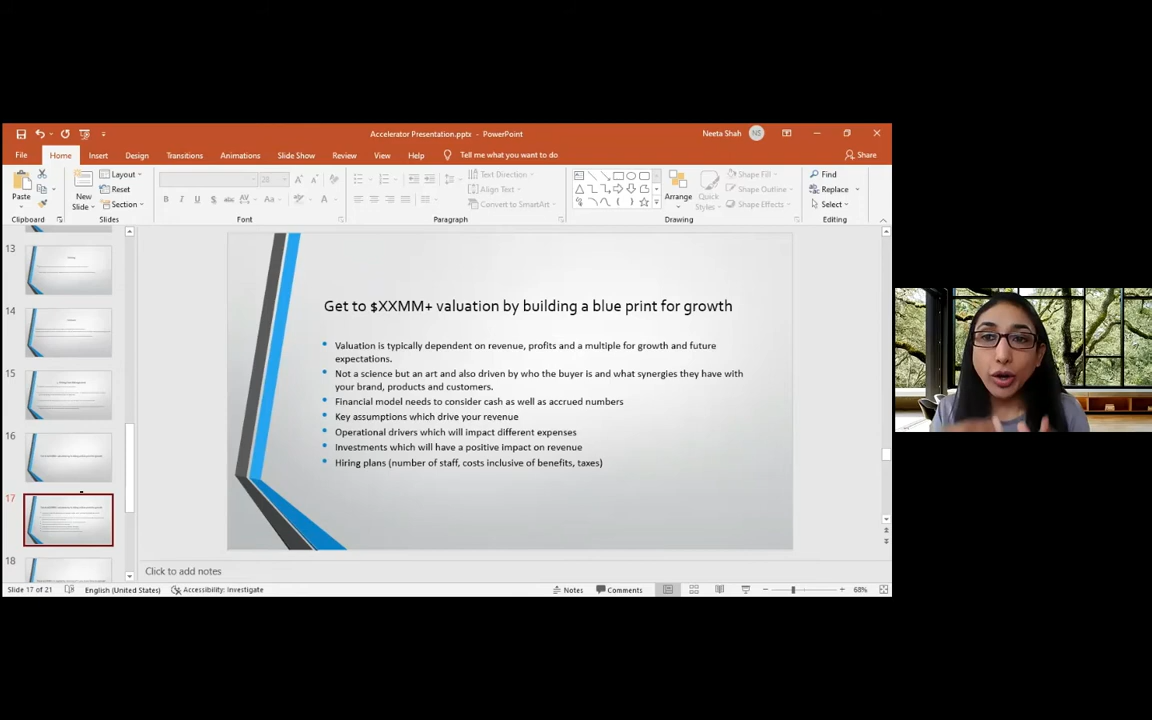 Accelerator Presentation.pptx - PowerPoint
Neeta Shah
NS
File
Home
Insert
Design
Transitions
Animations
Slide Show
Review
View
Help
Tell me what you want to do
Share
Paste
Clipboard
New
Slide
Layout
Reset
Section
Slides
28
Font
Text Direction
Align Text
Convert to SmartArt
Paragraph
Arrange
Quick
Styles
Shape Fill
Shape Outline
Shape Effects
Drawing
Find
Replace
Select
Editing
13
14
15
16
17
18
Get to $XXMM+ valuation by building a blue print for growth
Valuation is typically dependent on revenue, profits and a multiple for growth and future
expectations.
Not a science but an art and also driven by who the buyer is and what synergies they have with
your brand, products and customers.
Financial model needs to consider cash as well as accrued numbers
Key assumptions which drive your revenue
Operational drivers which will impact different expenses
Investments which will have a positive impact on revenue
Hiring plans (number of staff, costs inclusive of benefits, taxes)
Click to add notes
Slide 17 of 21
English (United States)
Accessibility: Investigate
Notes
Comments
68%